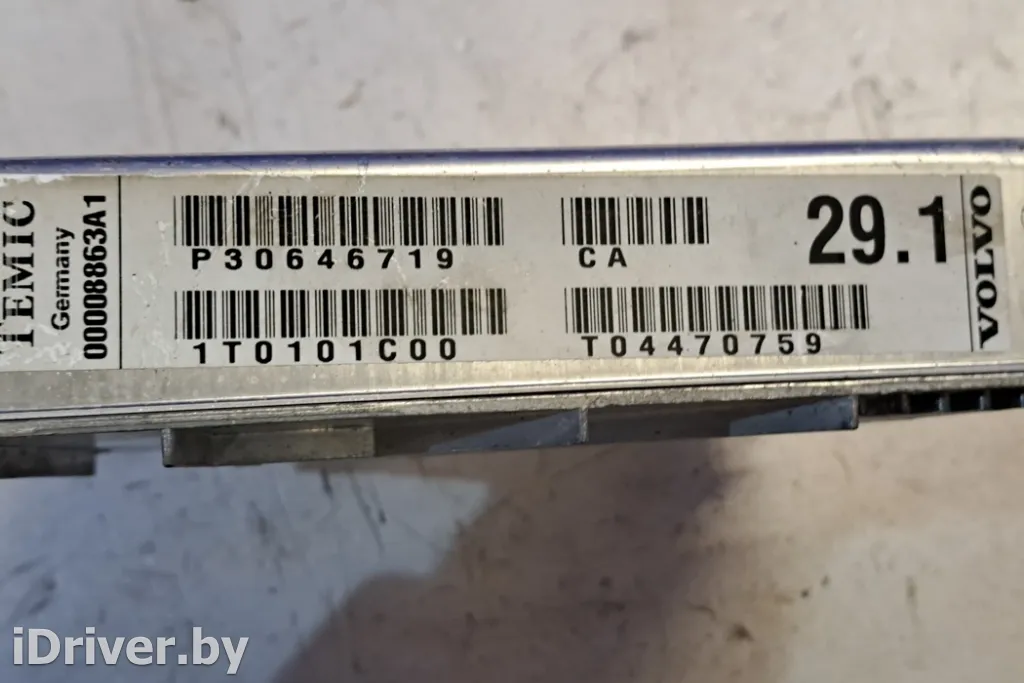 TEMIC
Germany
00008863A1
P30646719
1T0101C00
CA
T04470759
29.1
VOLVO
iDriver.by